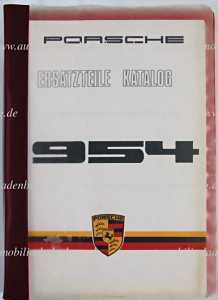 PORSCHE
ERSATZTEILE KATALOG
954
PORSCHE